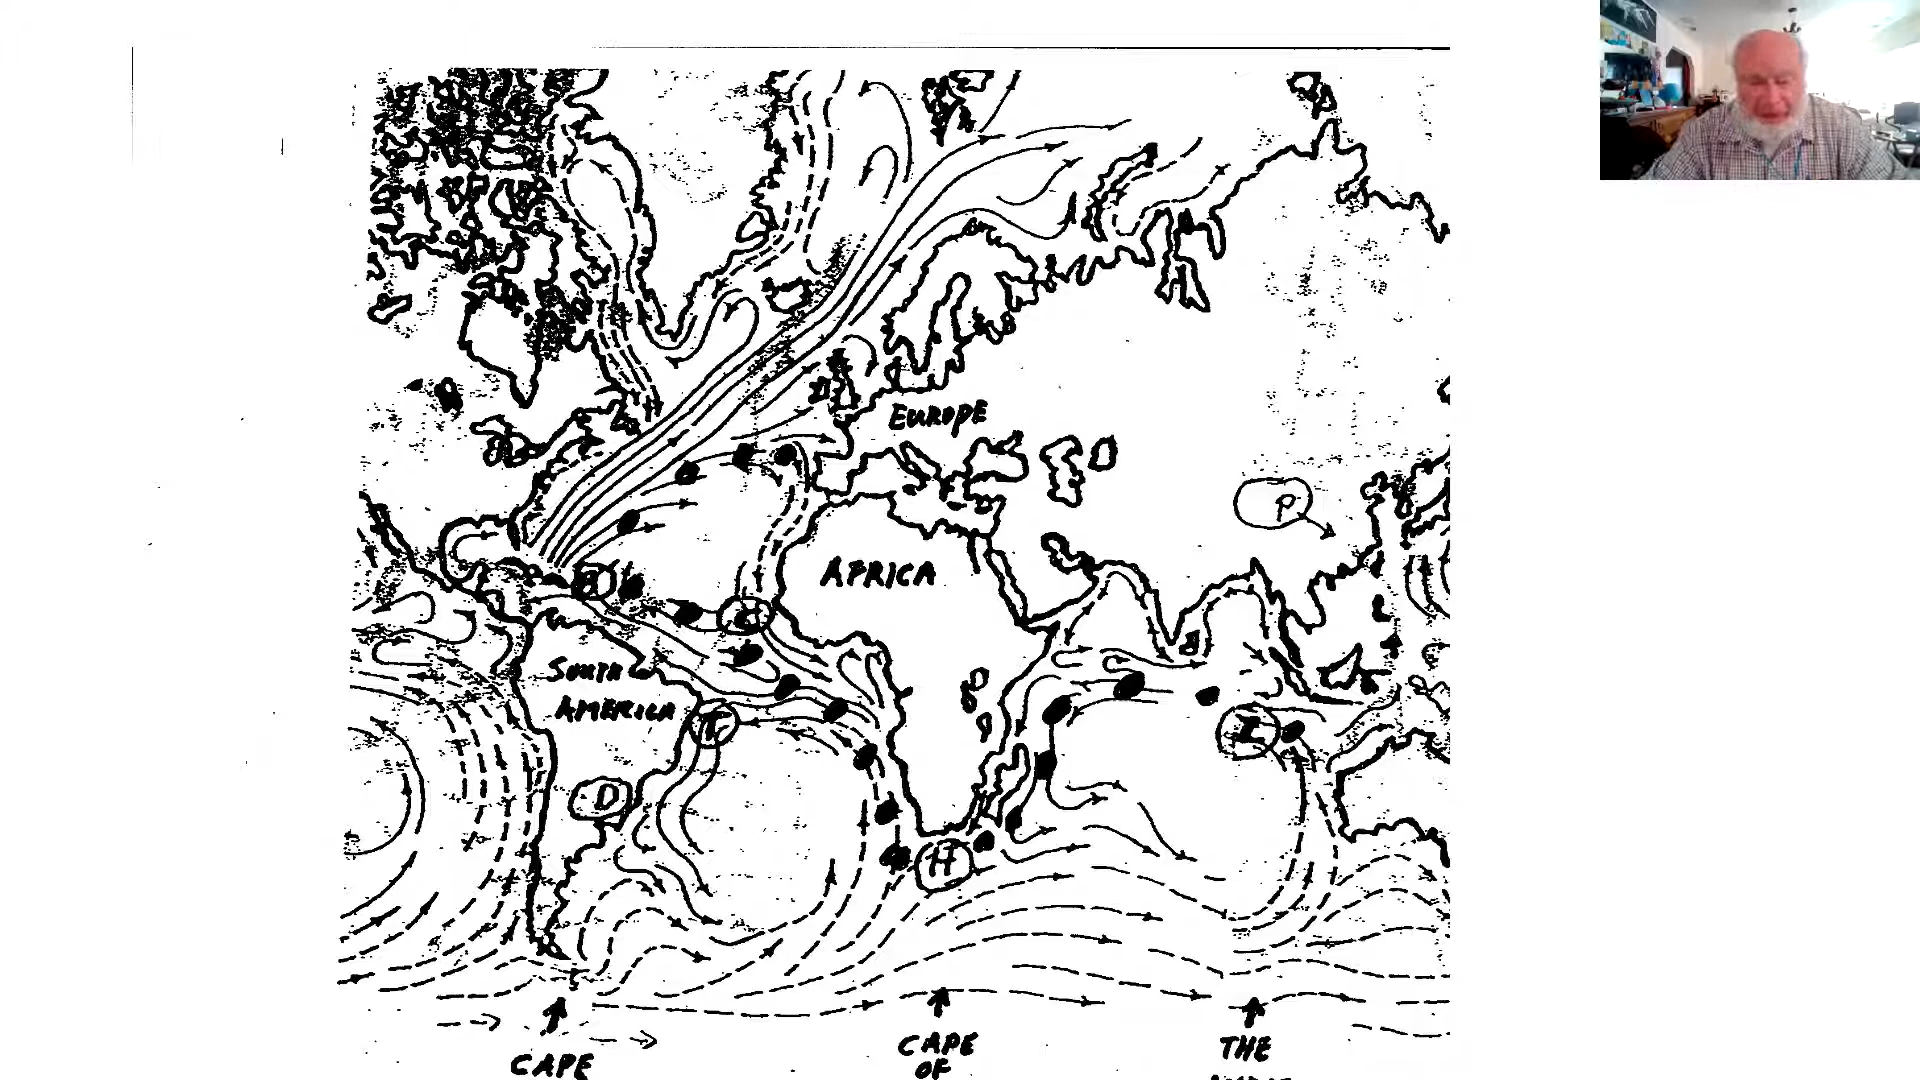 EUROPE
P
AFRICA
C
SOUTH
AMERICA
D
H
CAPE
CAPE
OF
THE